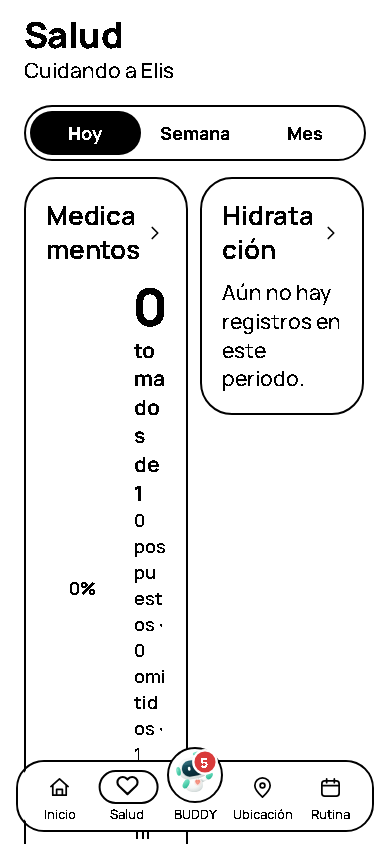 Salud
Cuidando a Elis
Hoy
Semana
Mes
Medica
mentos
0
to
ma
do
s
de
1
0
pos
pu
est
os ·
0
omi
tid
os ·
1
0%
Hidrata
ción
Aún no hay
registros en
este
periodo.
5
Inicio
Salud
BUDDY
Ubicación
Rutina